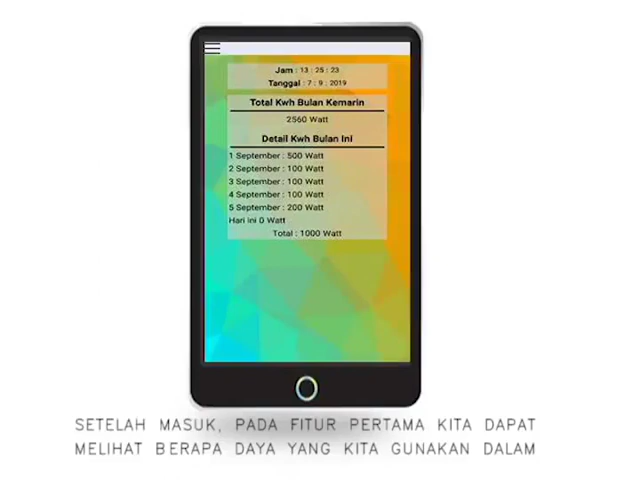 Jam : 13 : 25 : 23
Tanggal : 7 : 9 : 2019
Total Kwh Bulan Kemarin
2560 Watt
Detail Kwh Bulan Ini
1 September : 500 Watt
2 September : 100 Watt
3 September : 100 Watt
4 September : 100 Watt
5 September : 200 Watt
Hari ini 0 Watt
Total : 1000 Watt
SETELAH MASUK, PADA FITUR PERTAMA KITA DAPAT
MELIHAT BERAPA DAYA YANG KITA GUNAKAN DALAM